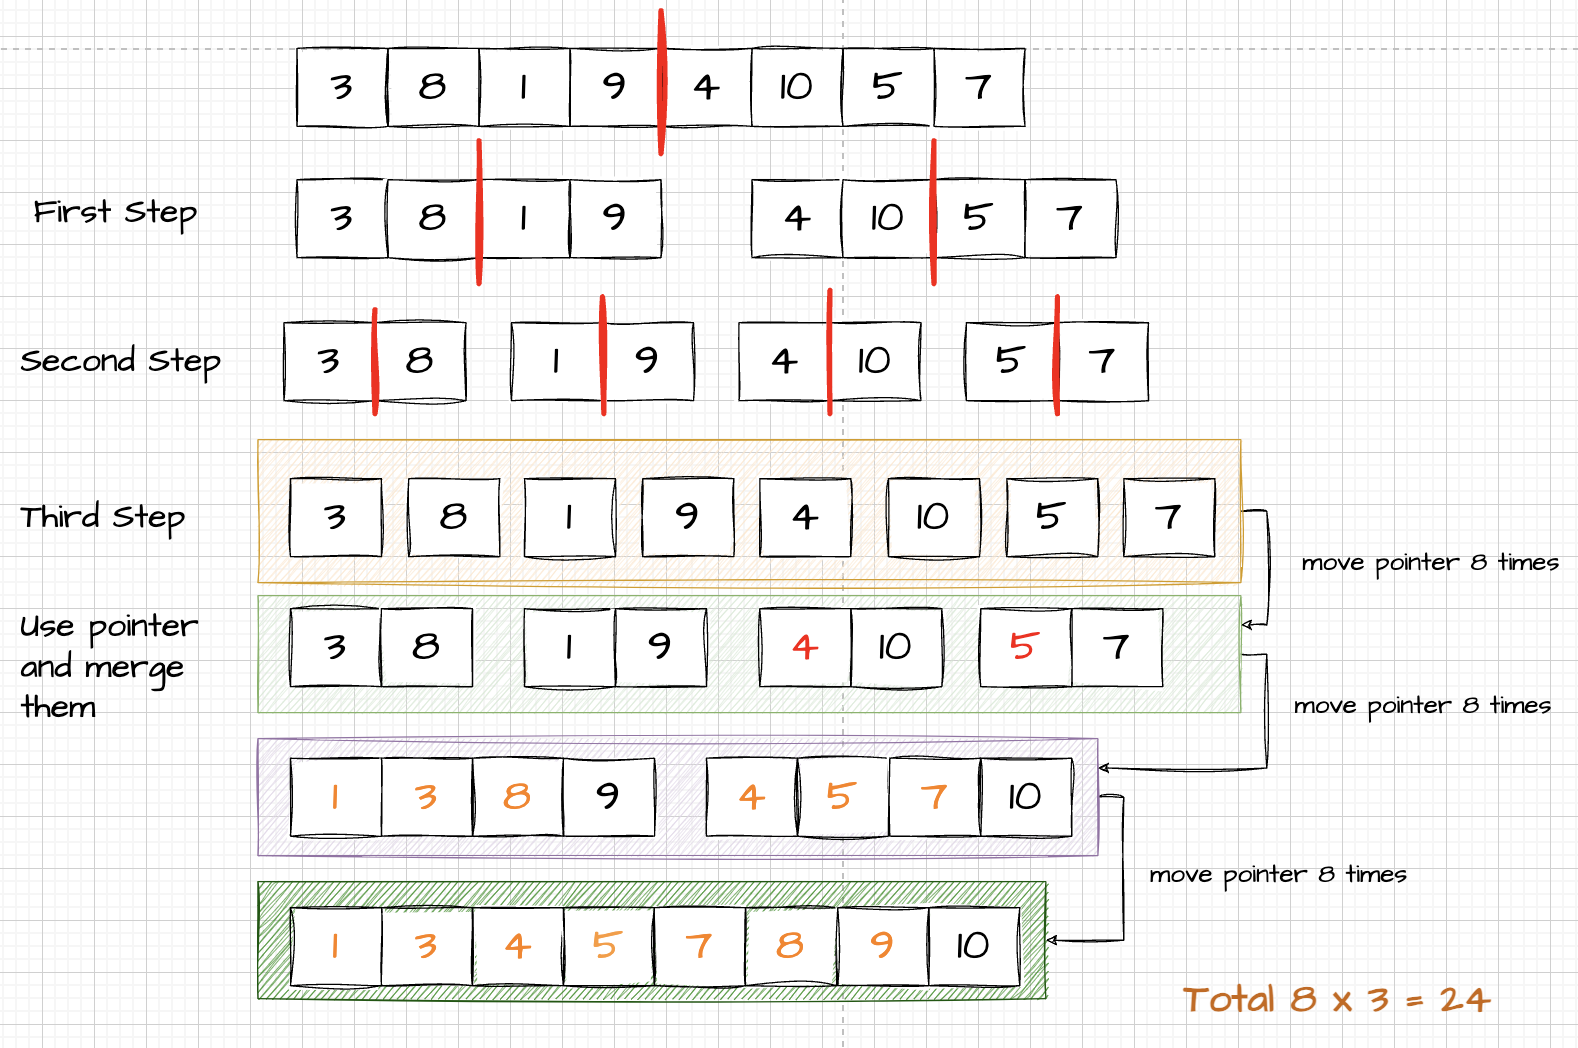 3 8 1 9 4 10 5 7
First Step
3 8 1 9 4 10 5 7
Second Step
3 8 1 9 4 10 5 7
Third Step
3 8 1 9 4 10 5 7
move pointer 8 times
Use pointer
and merge
them
3 8 1 9 4 10 5 7
move pointer 8 times
1 3 8 9 4 5 7 10
move pointer 8 times
1 3 4 5 7 8 9 10
Total 8 x 3 = 24